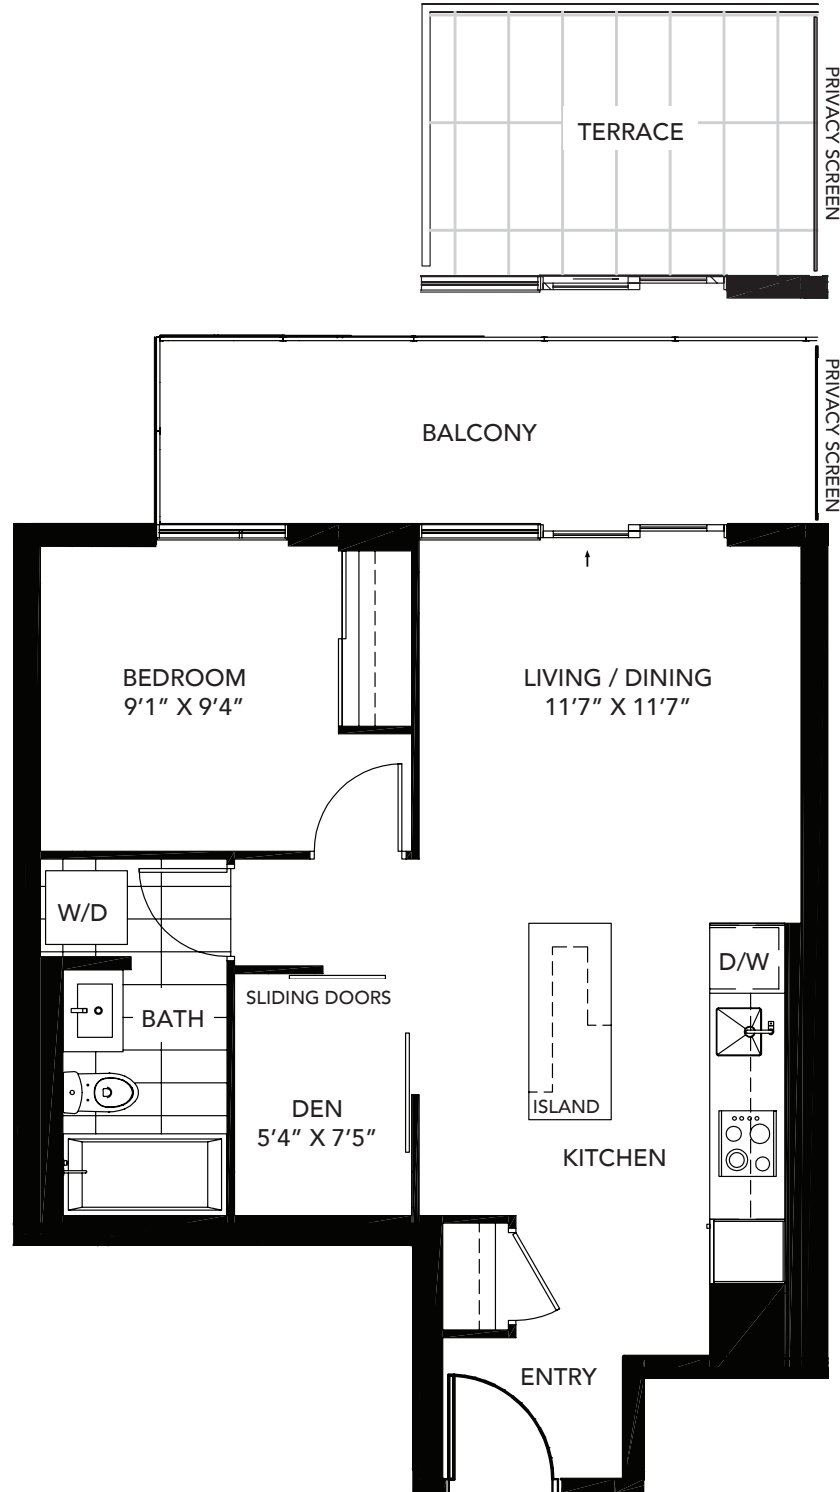 TERRACE
PRIVACY SCREEN
BALCONY
PRIVACY SCREEN
BEDROOM
9'1" X 9'4"
LIVING / DINING
11'7" X 11'7"
W/D
D/W
SLIDING DOORS
BATH
DEN
5'4" X 7'5"
ISLAND
KITCHEN
ENTRY